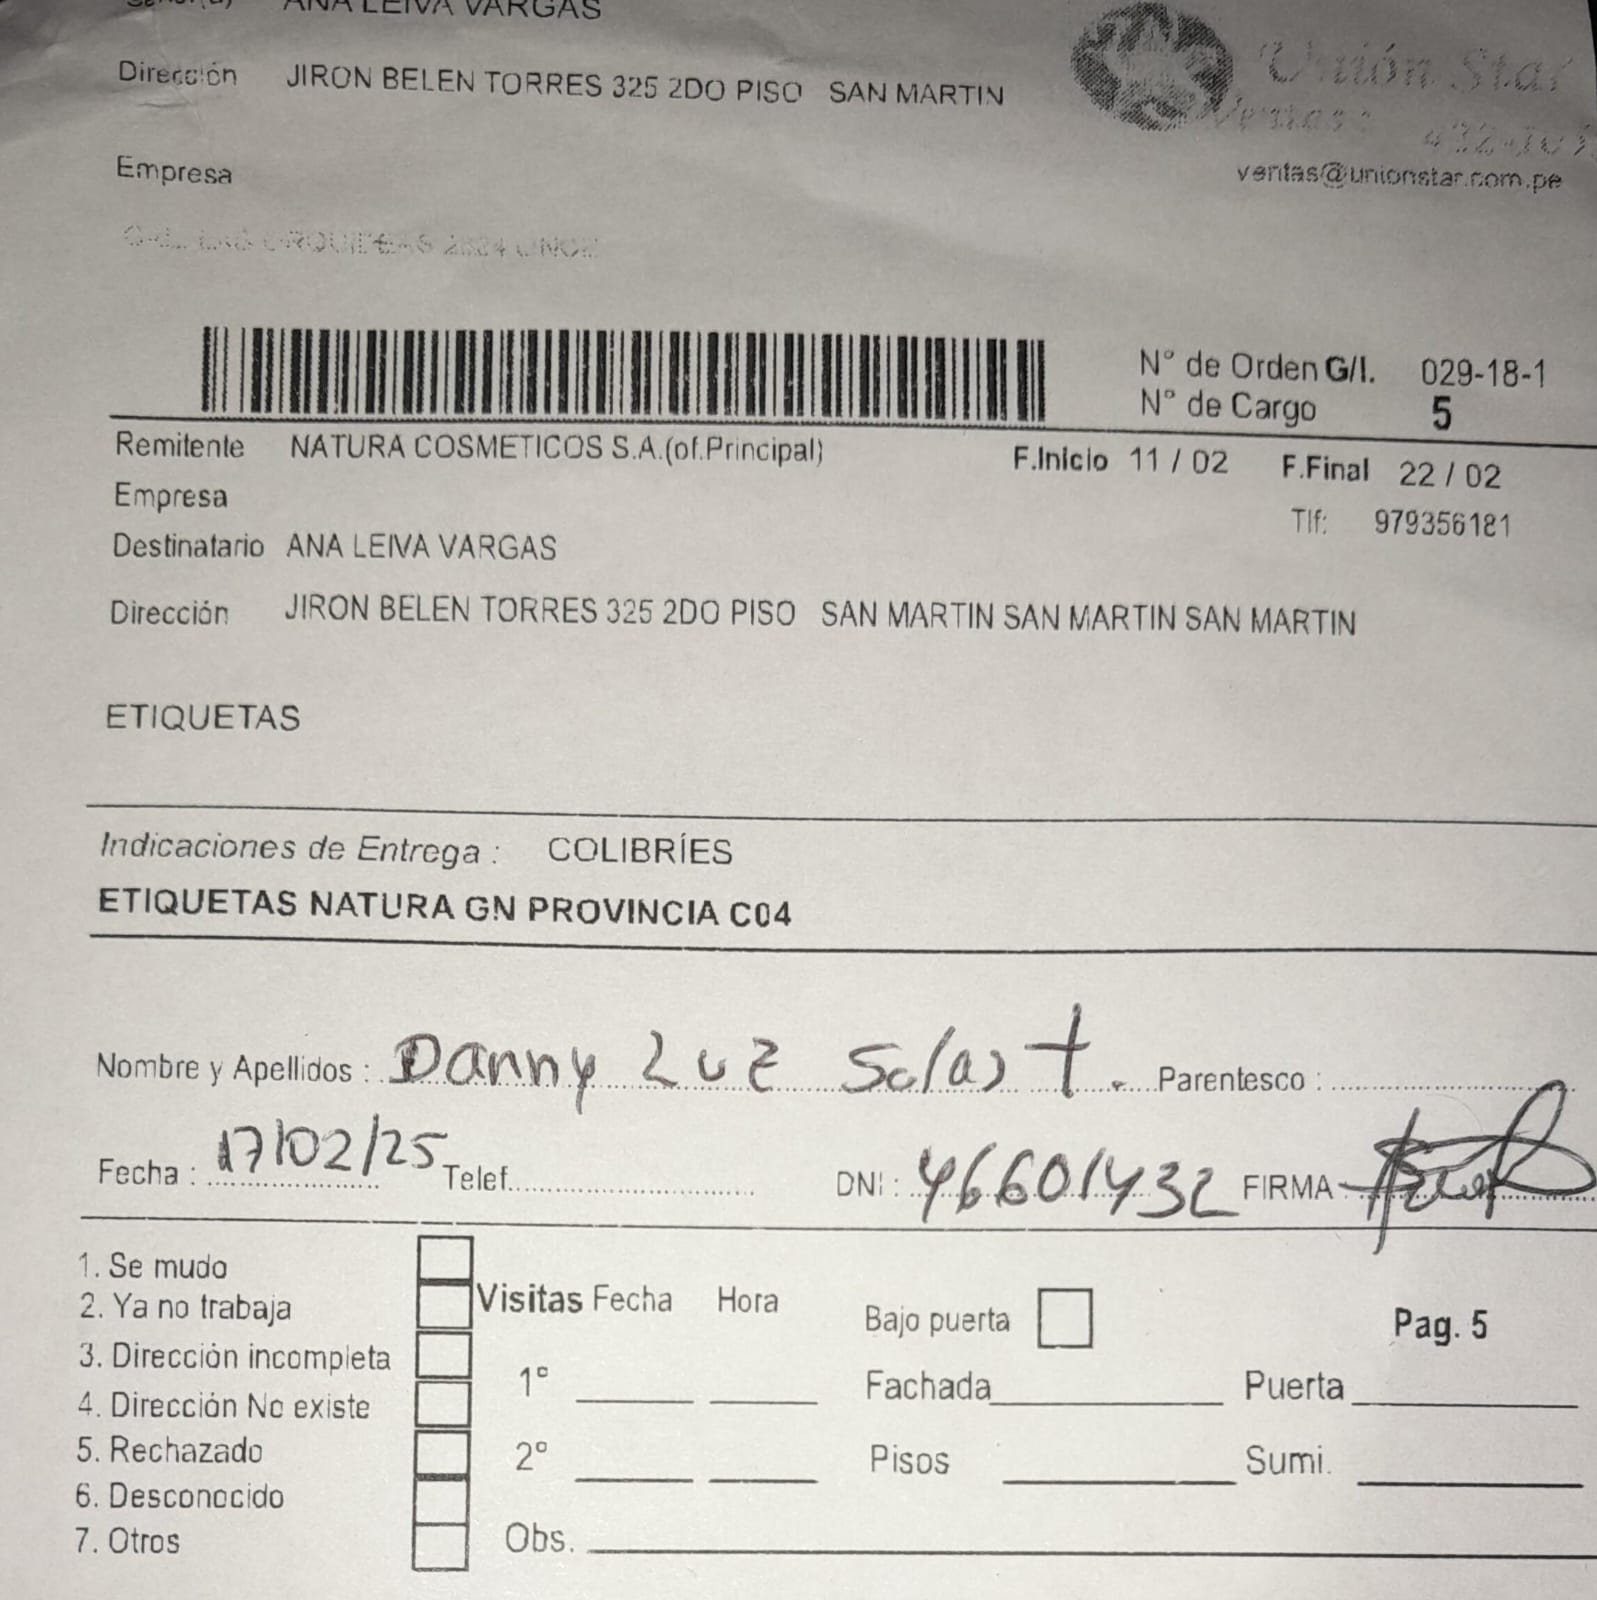 ANA LEIVA VARGAS
Dirección JIRON BELEN TORRES 325 2DO PISO SAN MARTIN
Unión Star
Ventas:
Empresa
ventas@unionstar.com.pe
ORQUIDEAS
N° de Orden G/I. 029-18-1
N° de Cargo 5
Remitente NATURA COSMETICOS S.A.(of.Principal) F.Inicio 11 / 02 F.Final 22 / 02
Empresa
Tlf: 979356181
Destinatario ANA LEIVA VARGAS
Dirección JIRON BELEN TORRES 325 2DO PISO SAN MARTIN SAN MARTIN SAN MARTIN
ETIQUETAS
Indicaciones de Entrega : COLIBRÍES
ETIQUETAS NATURA GN PROVINCIA C04
Nombre y Apellidos : Danny Luz Salas T. Parentesco :
Fecha : 17/02/25 Telef. DNI : 46601432 FIRMA
1. Se mudo
2. Ya no trabaja Visitas Fecha Hora Bajo puerta Pag. 5
3. Dirección incompleta 1° Fachada Puerta
4. Dirección No existe
5. Rechazado 2° Pisos Sumi.
6. Desconocido
7. Otros Obs.